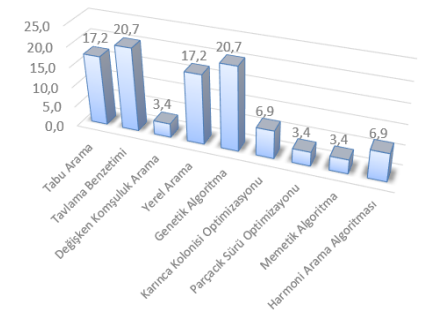 25,0
20,0
15,0
10,0
5,0
0,0
17,2
20,7
3,4
17,2
20,7
6,9
3,4
3,4
6,9
Tabu Arama
Tavlama Benzetimi
Değişken Komşuluk Arama
Yerel Arama
Genetik Algoritma
Karınca Kolonisi Optimizasyonu
Parçacık Sürü Optimizayonu
Memetik Algoritma
Harmoni Arama Algoritması